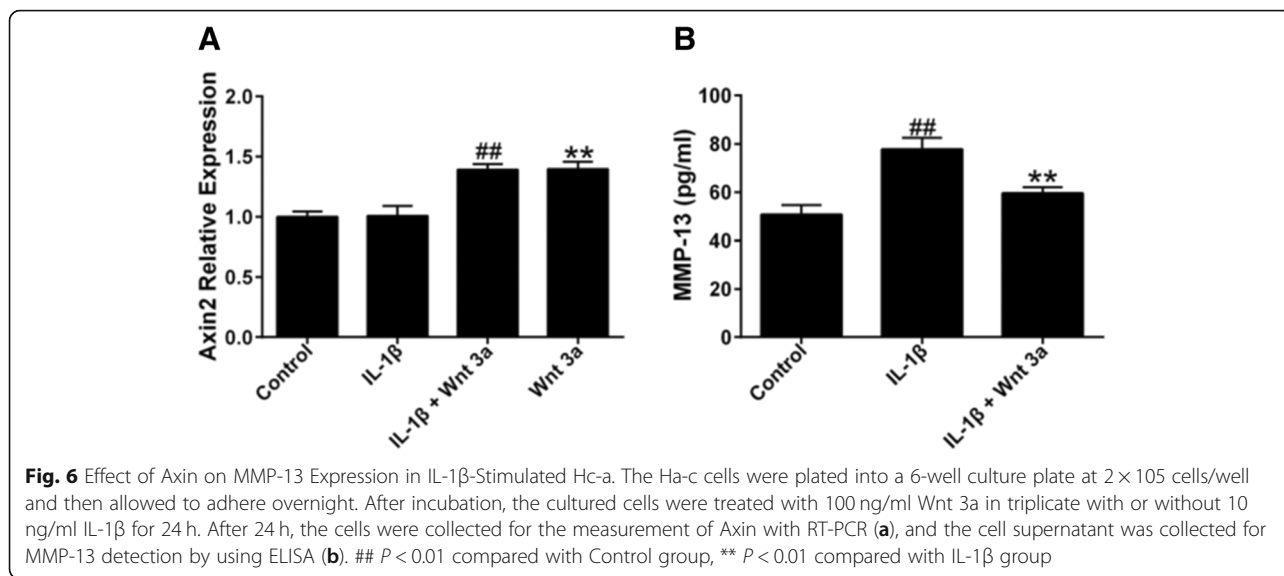 A
B
Axin2 Relative Expression
2.0
1.5
1.0
0.5
0.0
##
**
Control
IL-1β
IL-1β + Wnt 3a
Wnt 3a
MMP-13 (pg/ml)
100
80
60
40
20
0
##
**
Control
IL-1β
IL-1β + Wnt 3a
Fig. 6 Effect of Axin on MMP-13 Expression in IL-1β-Stimulated Hc-a. The Ha-c cells were plated into a 6-well culture plate at 2 × 105 cells/well
and then allowed to adhere overnight. After incubation, the cultured cells were treated with 100 ng/ml Wnt 3a in triplicate with or without 10
ng/ml IL-1β for 24 h. After 24 h, the cells were collected for the measurement of Axin with RT-PCR (a), and the cell supernatant was collected for
MMP-13 detection by using ELISA (b). ## P < 0.01 compared with Control group, ** P < 0.01 compared with IL-1β group